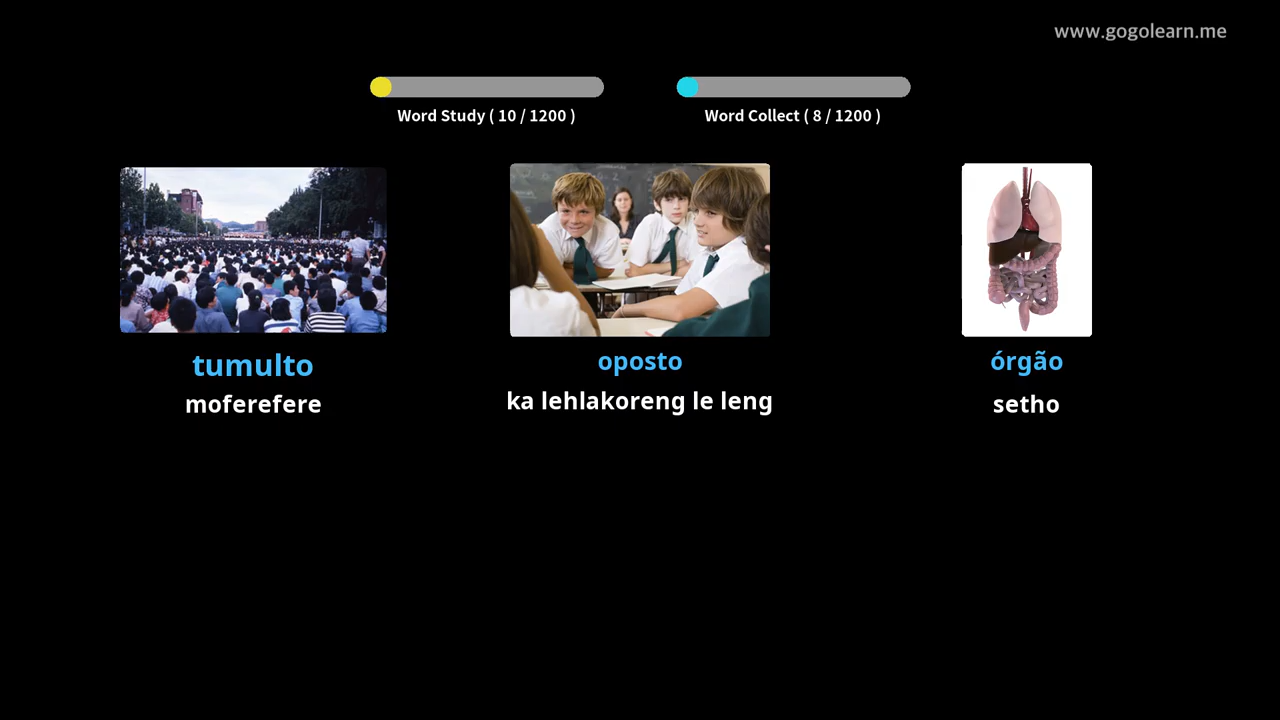 www.gogolearn.me
Word Study ( 10 / 1200 )
Word Collect ( 8 / 1200 )
tumulto
moferefere
oposto
ka lehlakoreng le leng
órgão
setho